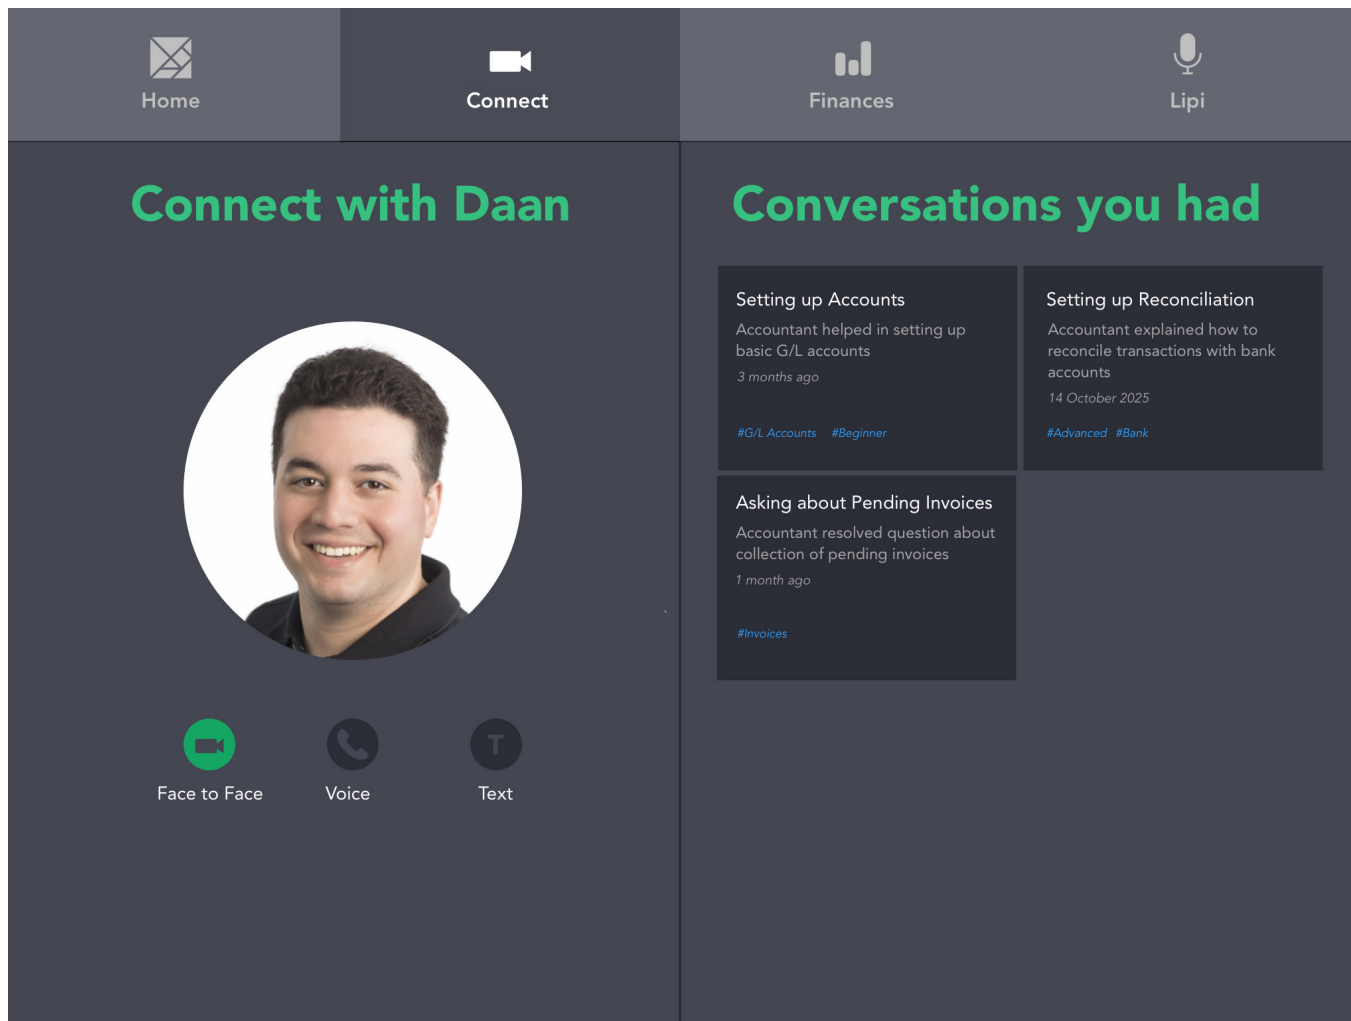 Home
Connect
Finances
Lipi
Connect with Daan
Face to Face
Voice
T
Text
Conversations you had
Setting up Accounts
Accountant helped in setting up
basic G/L accounts
3 months ago
#G/L Accounts #Beginner
Setting up Reconciliation
Accountant explained how to
reconcile transactions with bank
accounts
14 October 2025
#Advanced #Bank
Asking about Pending Invoices
Accountant resolved question about
collection of pending invoices
1 month ago
#Invoices